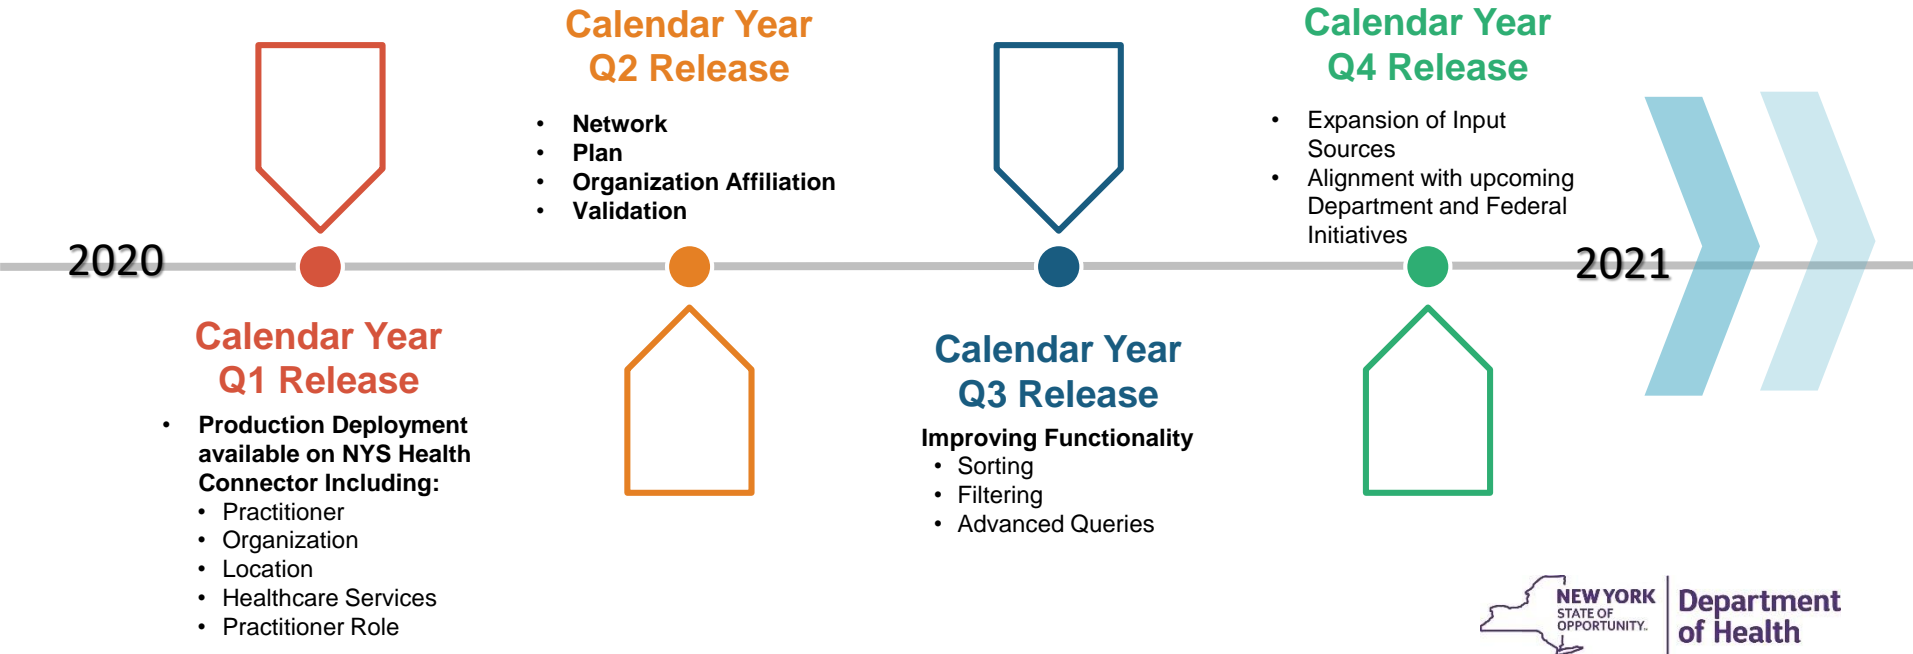 Calendar Year
Q2 Release
• Network
• Plan
• Organization Affiliation
• Validation
Calendar Year
Q4 Release
• Expansion of Input
Sources
• Alignment with upcoming
Department and Federal
Initiatives
2020
2021
Calendar Year
Q1 Release
• Production Deployment
available on NYS Health
Connector Including:
• Practitioner
• Organization
• Location
• Healthcare Services
• Practitioner Role
Calendar Year
Q3 Release
Improving Functionality
• Sorting
• Filtering
• Advanced Queries
NEW YORK
STATE OF
OPPORTUNITY™
Department
of Health